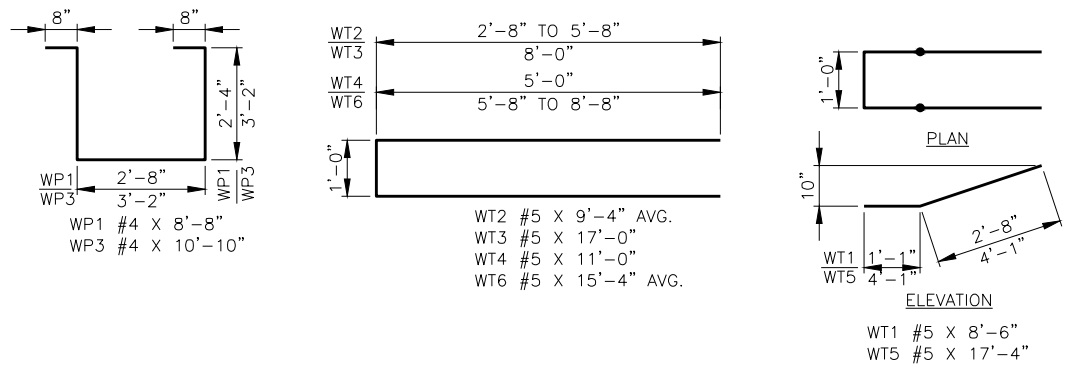 8" 8"
2'-4"
3'-2"
WP1
WP3
WP1 2'-8"
WP3 3'-2"
WP1 #4 X 8'-8"
WP3 #4 X 10'-10"
WT2 2'-8" TO 5'-8"
WT3 8'-0"
WT4 5'-0"
WT6 5'-8" TO 8'-8"
1'-0"
WT2 #5 X 9'-4" AVG.
WT3 #5 X 17'-0"
WT4 #5 X 11'-0"
WT6 #5 X 15'-4" AVG.
1'-0"
PLAN
10"
2'-8"
4'-1"
WT1 1'-1"
WT5 4'-1"
ELEVATION
WT1 #5 X 8'-6"
WT5 #5 X 17'-4"